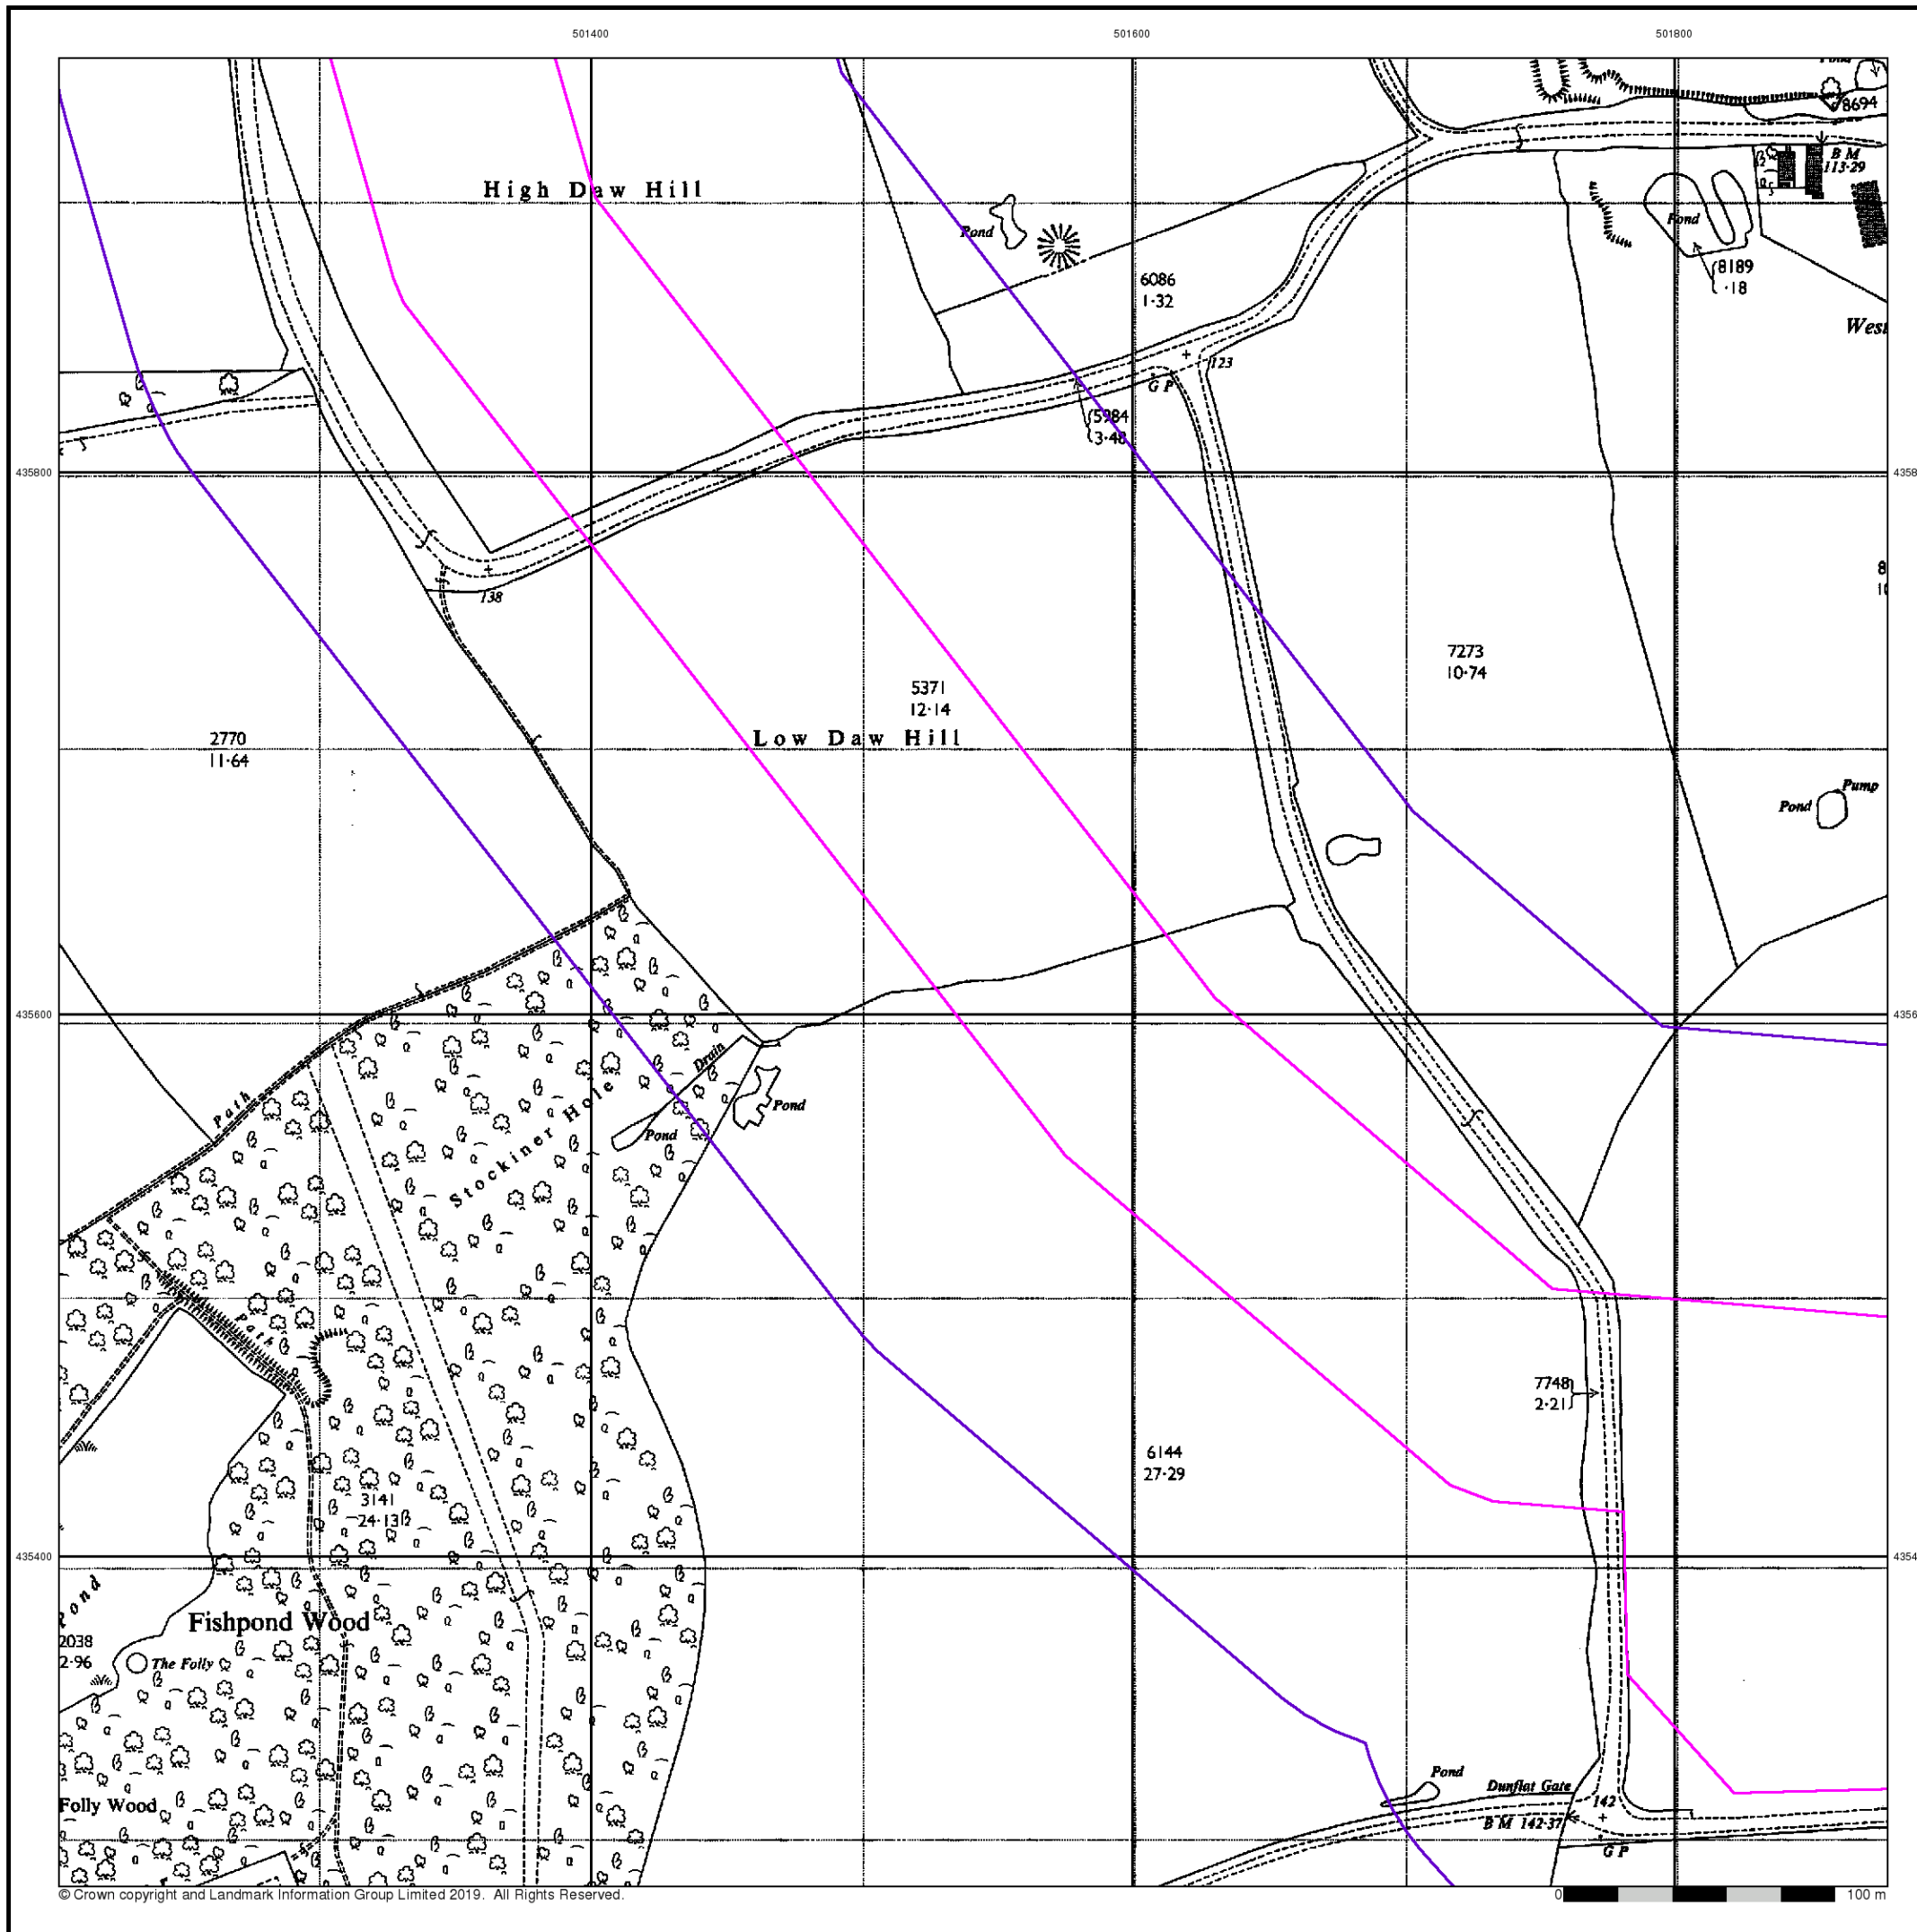 501400
501600
501800
8694
B M
113·29
High Daw Hill
Pond
Pond
6086
1·32
8189
·18
West
123
G P
5984
3·48
435800
138
7273
10·74
5371
12·14
Low Daw Hill
2770
11·64
Pump
Pond
435600
Drain
Path
Stockiner Hole
Pond
Pond
Path
7748
2·21
6144
27·29
3141
24·13
435400
Pond
Fishpond Wood
2038
2·96
The Folly
Pond
Dunflat Gate
142
Folly Wood
B M 142·37
G P
© Crown copyright and Landmark Information Group Limited 2019. All Rights Reserved.
0
100 m